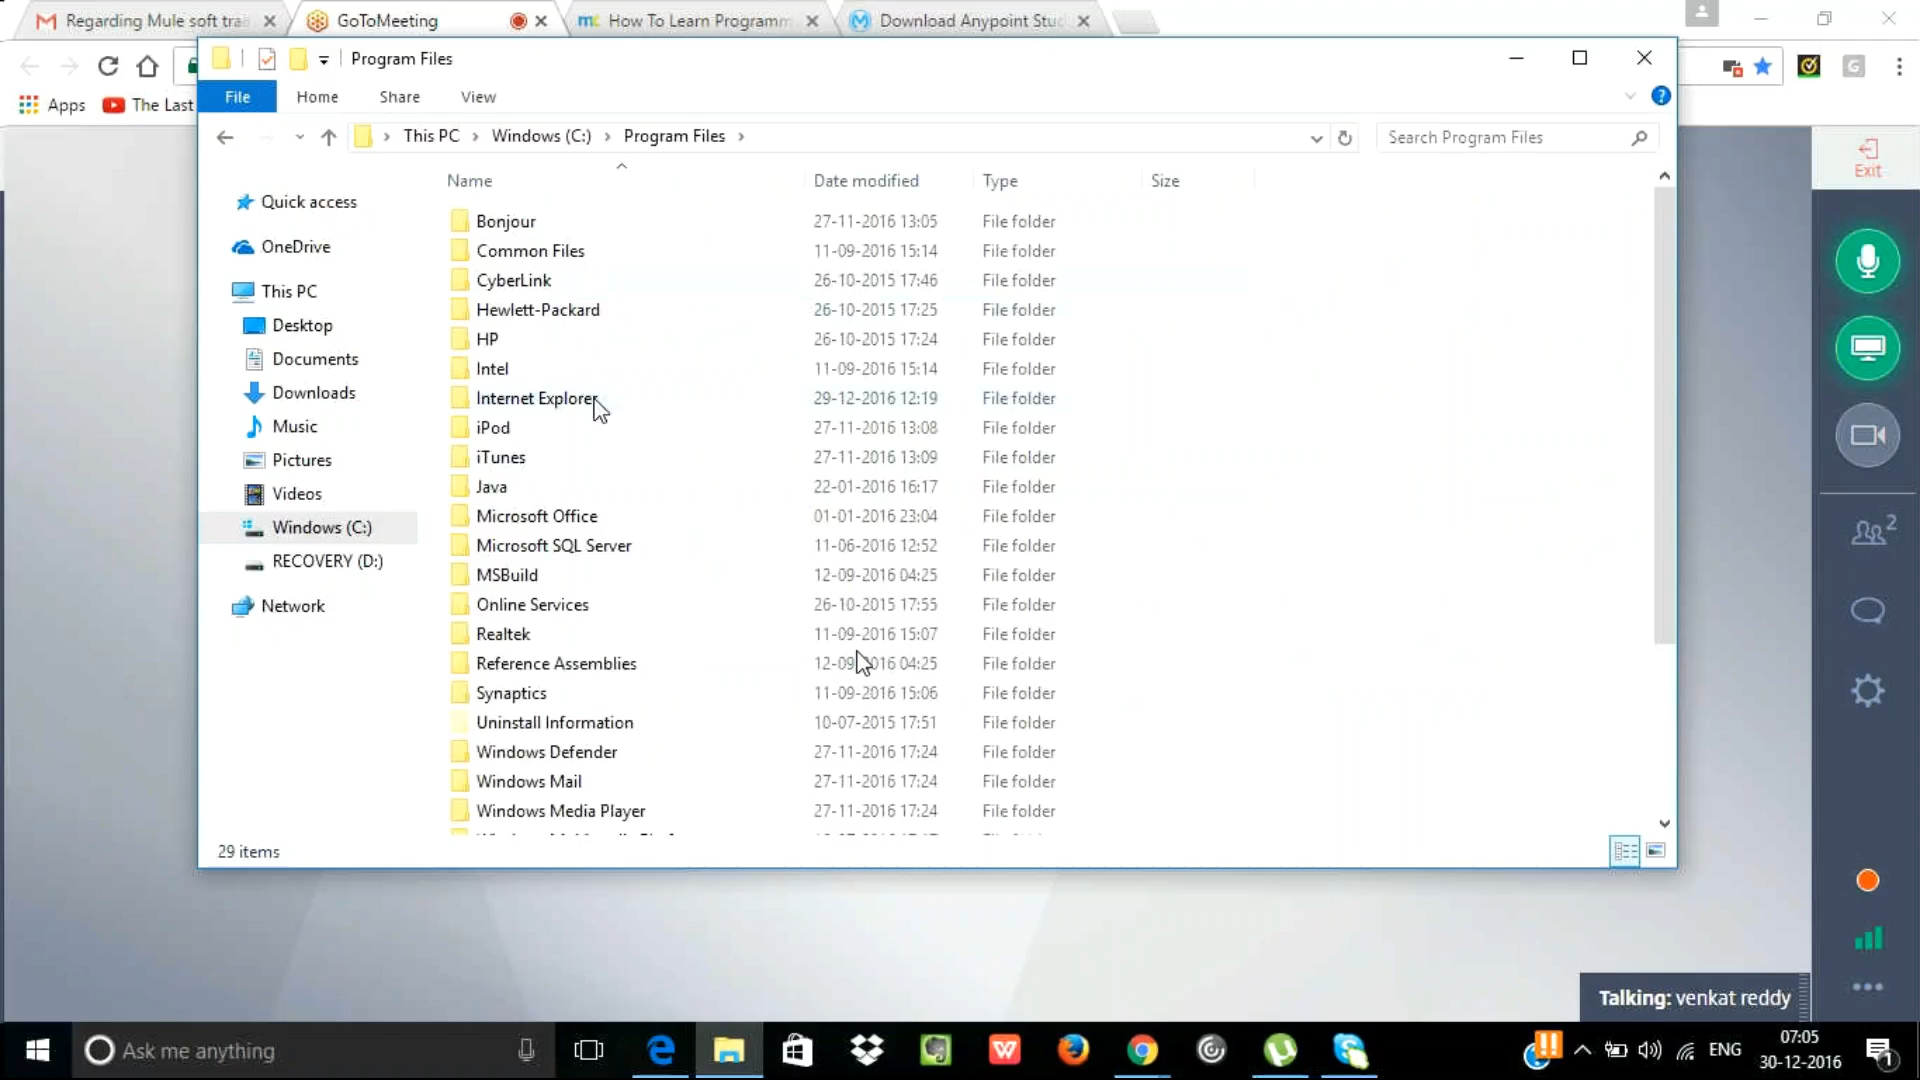 Regarding Mule soft trai
GoToMeeting
How To Learn Programm
Download Anypoint Stud
Apps
The Last
Program Files
File
Home
Share
View
This PC
Windows (C:)
Program Files
Search Program Files
Name
Date modified
Type
Size
Quick access
OneDrive
This PC
Desktop
Documents
Downloads
Music
Pictures
Videos
Windows (C:)
RECOVERY (D:)
Network
Bonjour 27-11-2016 13:05 File folder
Common Files 11-09-2016 15:14 File folder
CyberLink 26-10-2015 17:46 File folder
Hewlett-Packard 26-10-2015 17:25 File folder
HP 26-10-2015 17:24 File folder
Intel 11-09-2016 15:14 File folder
Internet Explorer 29-12-2016 12:19 File folder
iPod 27-11-2016 13:08 File folder
iTunes 27-11-2016 13:09 File folder
Java 22-01-2016 16:17 File folder
Microsoft Office 01-01-2016 23:04 File folder
Microsoft SQL Server 11-06-2016 12:52 File folder
MSBuild 12-09-2016 04:25 File folder
Online Services 26-10-2015 17:55 File folder
Realtek 11-09-2016 15:07 File folder
Reference Assemblies 12-09-2016 04:25 File folder
Synaptics 11-09-2016 15:06 File folder
Uninstall Information 10-07-2015 17:51 File folder
Windows Defender 27-11-2016 17:24 File folder
Windows Mail 27-11-2016 17:24 File folder
Windows Media Player 27-11-2016 17:24 File folder
29 items
Exit
2
Talking: venkat reddy
Ask me anything
ENG
07:05
30-12-2016
1